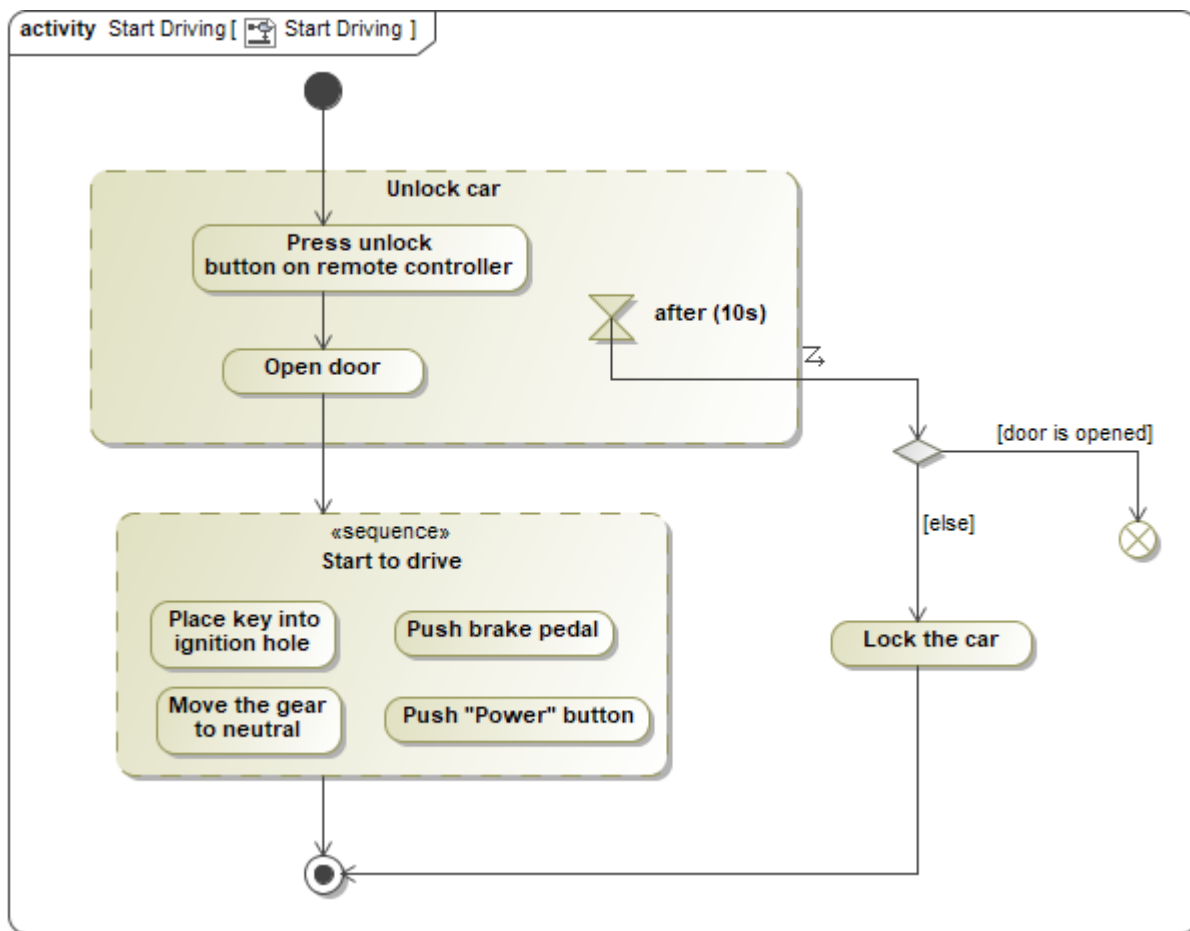 activity Start Driving [ Start Driving ]
Unlock car
Press unlock
button on remote controller
after (10s)
Open door
[door is opened]
[else]
«sequence»
Start to drive
Place key into
ignition hole
Push brake pedal
Lock the car
Move the gear
to neutral
Push "Power" button